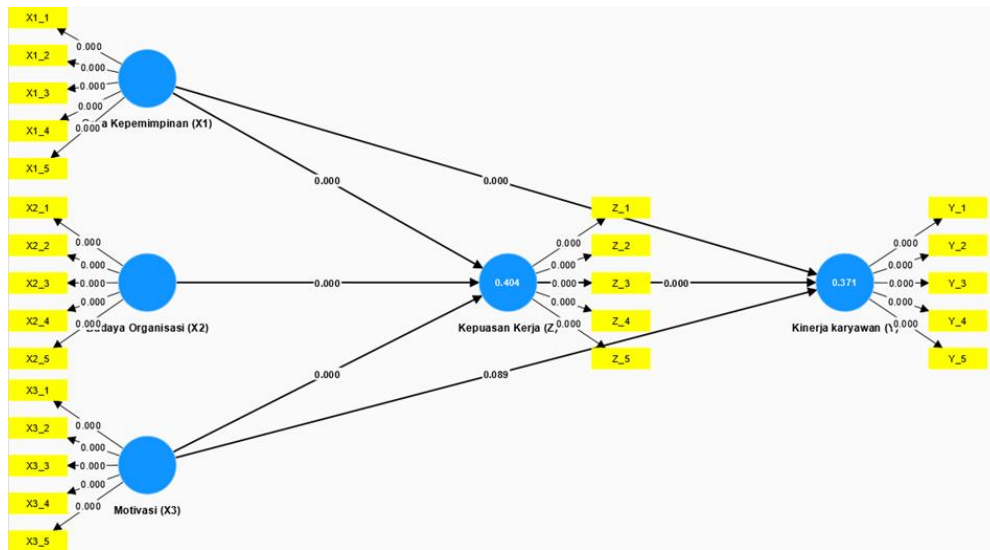 X1_1
0.000
X1_2
0.000
X1_3
0.000
X1_4
0.000
X1_5
0.000
Kepemimpinan (X1)
0.000
0.000
X2_1
0.000
X2_2
0.000
X2_3
0.000
X2_4
0.000
X2_5
0.000
Organisasi (X2)
0.000
X3_1
0.000
X3_2
0.000
X3_3
0.000
X3_4
0.000
X3_5
0.000
Motivasi (X3)
0.000
0.089
0.404
Kepuasan Kerja (Z)
Z_1
0.000
Z_2
0.000
Z_3
0.000
Z_4
0.000
Z_5
0.000
0.000
0.371
Kinerja karyawan (Y)
Y_1
0.000
Y_2
0.000
Y_3
0.000
Y_4
0.000
Y_5
0.000